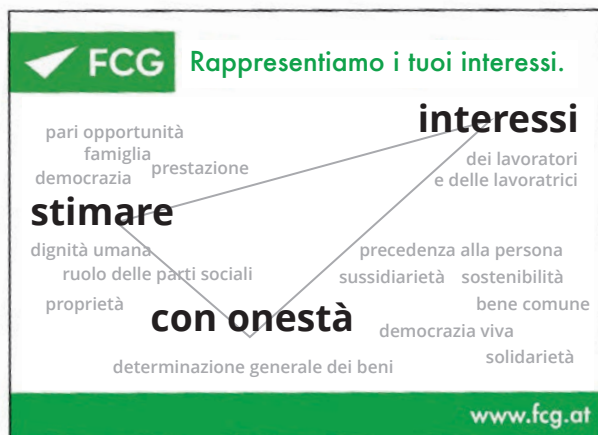 FCG Rappresentiamo i tuoi interessi.
interessi
pari opportunità
famiglia
prestazione
democrazia
dei lavoratori
e delle lavoratrici
stimare
dignità umana
ruolo delle parti sociali
proprietà
precedenza alla persona
sussidiarietà sostenibilità
bene comune
con onestà
democrazia viva
solidarietà
determinazione generale dei beni
www.fcg.at